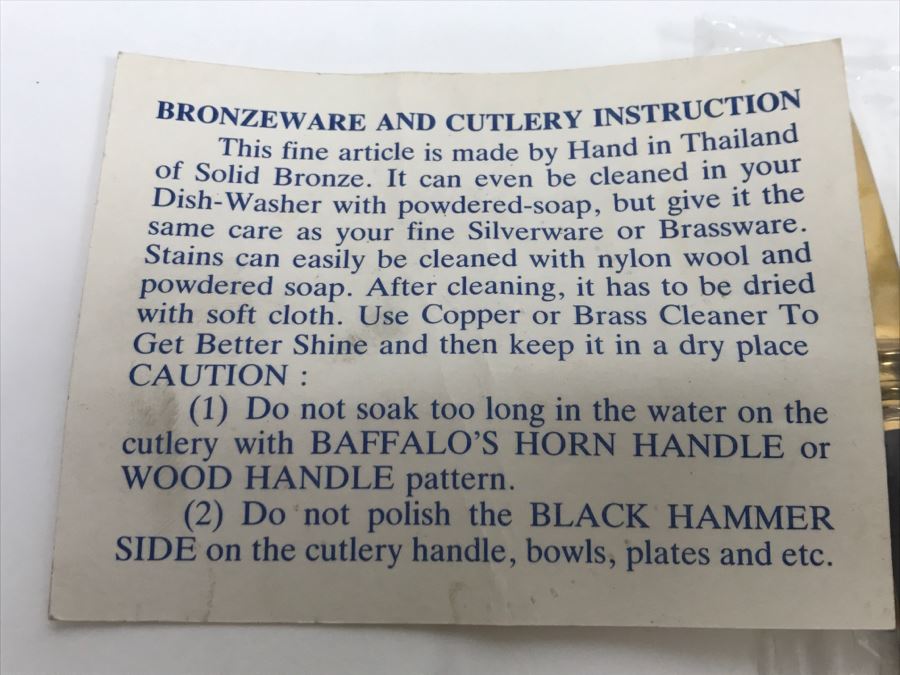 BRONZEWARE AND CUTLERY INSTRUCTION
This fine article is made by Hand in Thailand
of Solid Bronze. It can even be cleaned in your
Dish-Washer with powdered-soap, but give it the
same care as your fine Silverware or Brassware.
Stains can easily be cleaned with nylon wool and
powdered soap. After cleaning, it has to be dried
with soft cloth. Use Copper or Brass Cleaner To
Get Better Shine and then keep it in a dry place
CAUTION :
(1) Do not soak too long in the water on the
cutlery with BAFFALO'S HORN HANDLE or
WOOD HANDLE pattern.
(2) Do not polish the BLACK HAMMER
SIDE on the cutlery handle, bowls, plates and etc.